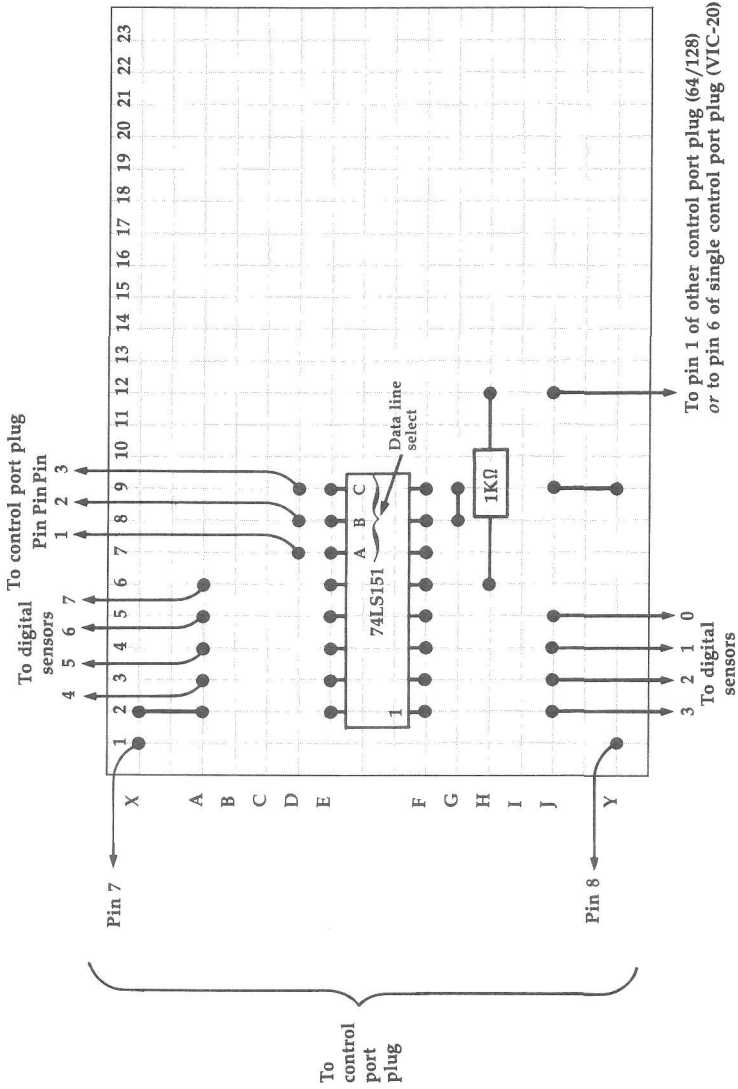 To
control
port
plug
Pin 7
Pin 8
X
A
B
C
D
E
F
G
H
I
J
Y
1 2 3 4 5 6 7 8 9 10 11 12 13 14 15 16 17 18 19 20 21 22 23
To digital
sensors
4 5 6 7
To control port plug
Pin Pin Pin
1 2 3
74LS151
A B C
1
Data line
select
1KΩ
3 2 1 0
To digital
sensors
To pin 1 of other control port plug (64/128)
or to pin 6 of single control port plug (VIC-20)